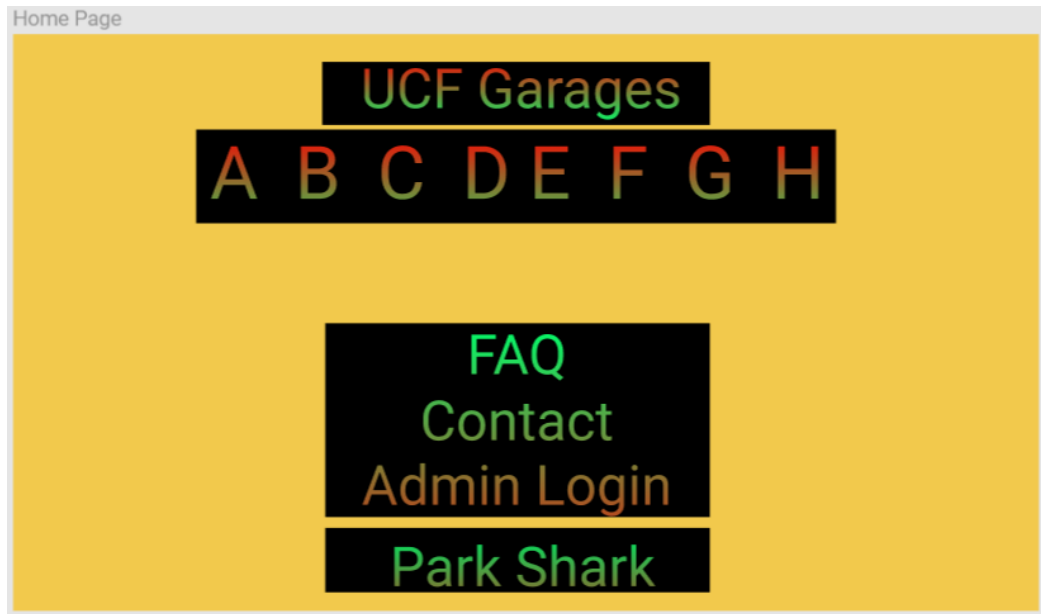 Home Page
UCF Garages
A B C D E F G H
FAQ
Contact
Admin Login
Park Shark